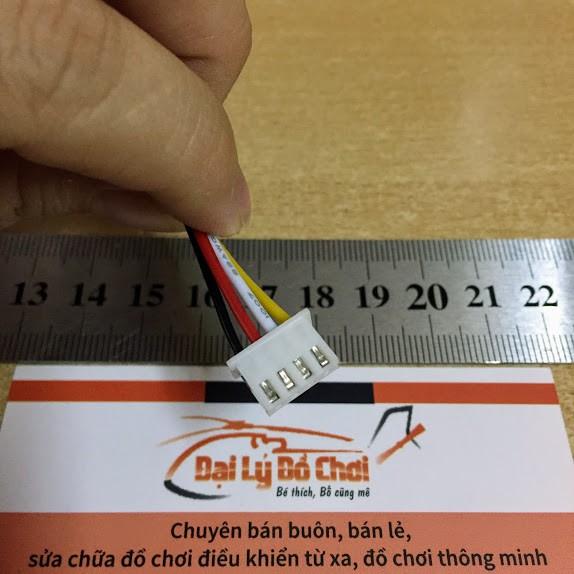 13 14 15 16 18 19 20 21 22
Đại Lý Đồ Chơi
Bé thích, Bố cũng mê
Chuyên bán buôn, bán lẻ,
sửa chữa đồ chơi điều khiển từ xa, đồ chơi thông minh